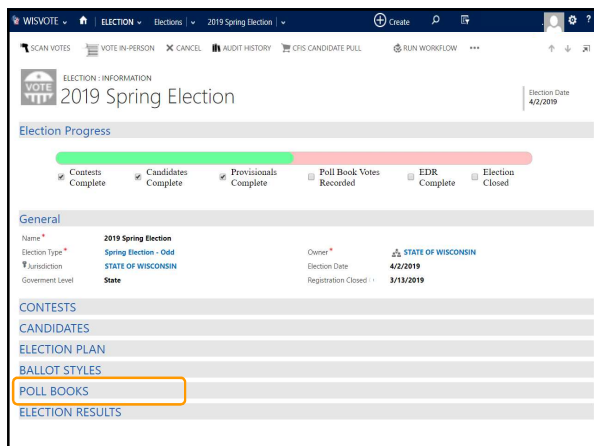 WISVOTE ELECTION Elections 2019 Spring Election Create ?
SCAN VOTES VOTE IN-PERSON CANCEL AUDIT HISTORY CFIS CANDIDATE PULL RUN WORKFLOW •••
ELECTION : INFORMATION
VOTE
2019 Spring Election
Election Date
4/2/2019
Election Progress
Contests Complete
Candidates Complete
Provisionals Complete
Poll Book Votes Recorded
EDR Complete
Election Closed
General
Name * 2019 Spring Election
Election Type * Spring Election - Odd Owner * STATE OF WISCONSIN
Jurisdiction STATE OF WISCONSIN Election Date 4/2/2019
Goverment Level State Registration Closed 3/13/2019
CONTESTS
CANDIDATES
ELECTION PLAN
BALLOT STYLES
POLL BOOKS
ELECTION RESULTS